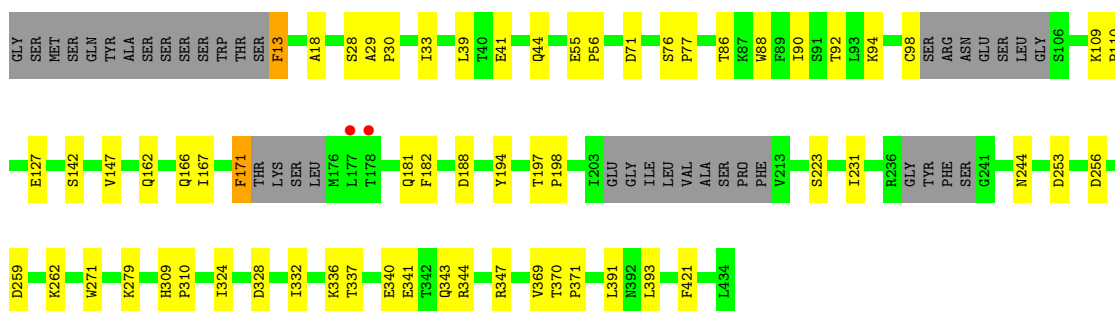 GLY SER MET SER GLN TYR ALA SER SER SER TRP THR SER F13 A18 S28 A29 P30 I33 L39 T40 E41 Q44 E55 P56 D71 S76 P77 T86 K87 W88 F89 I90 S91 T92 L93 K94 C98 SER ARG ASN GLU SER LEU GLY S106 K109
E127 S142 V147 Q162 Q166 I167 F171 THR LYS SER LEU M176 L177 T178 Q181 F182 D188 Y194 T197 P198 I203 GLU GLY ILE LEU VAL ALA SER PRO PHE V213 S223 I231 R236 GLY TYR PHE SER G241 N244 D253 D256
D259 K262 W271 K279 H309 P310 I324 D328 I332 K336 T337 E340 E341 T342 Q343 R344 R347 V369 T370 P371 L391 N392 L393 F421 L434